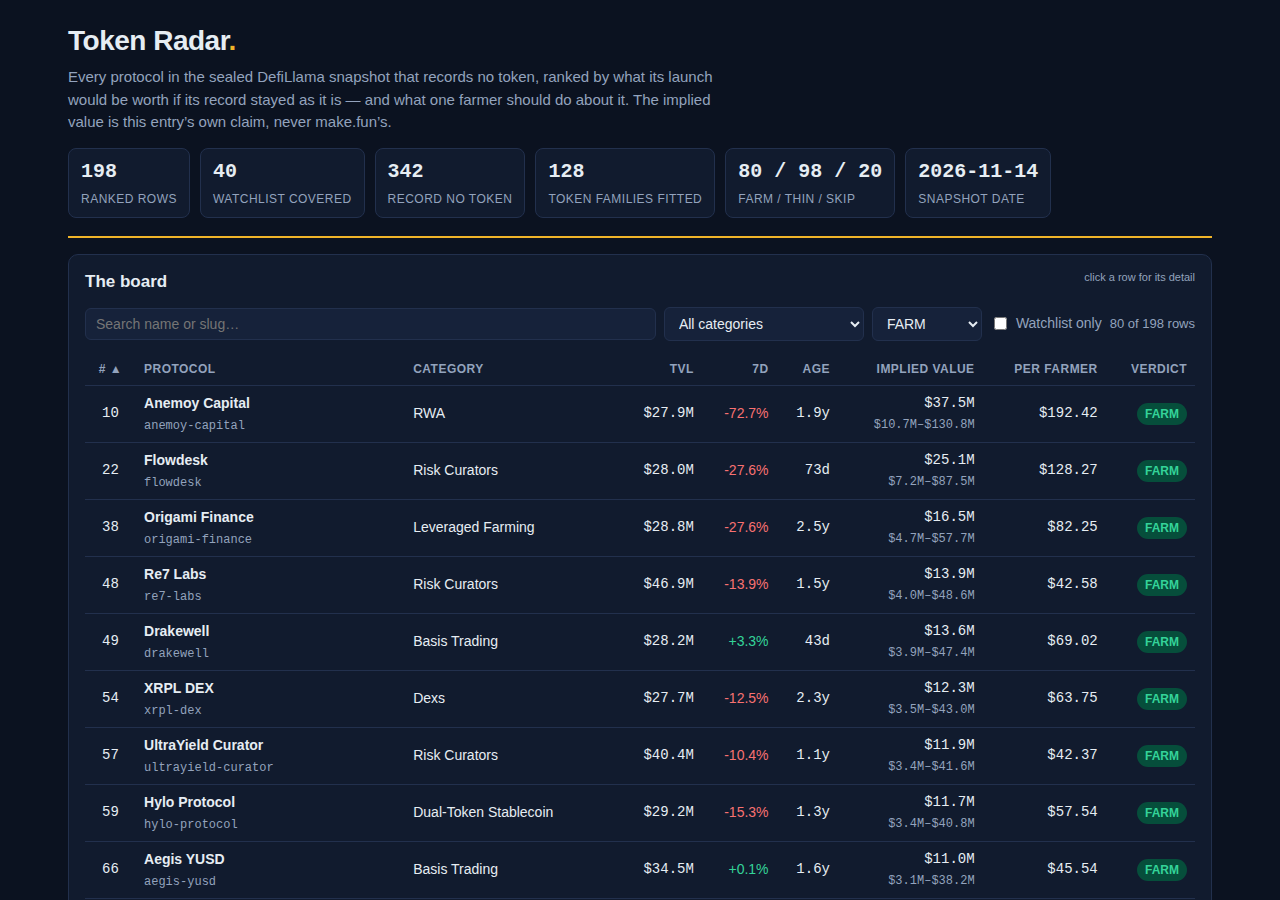 Token Radar.
Every protocol in the sealed DefiLlama snapshot that records no token, ranked by what its launch
would be worth if its record stayed as it is — and what one farmer should do about it. The implied
value is this entry's own claim, never make.fun's.
198 40 342 128 80 / 98 / 20 2026-11-14
RANKED ROWS WATCHLIST COVERED RECORD NO TOKEN TOKEN FAMILIES FITTED FARM / THIN / SKIP SNAPSHOT DATE
The board click a row for its detail
Search name or slug… All categories FARM Watchlist only 80 of 198 rows
# ▲ PROTOCOL CATEGORY TVL 7D AGE IMPLIED VALUE PER FARMER VERDICT
10 Anemoy Capital RWA $27.9M -72.7% 1.9y $37.5M $192.42 FARM
anemoy-capital $10.7M–$130.8M
22 Flowdesk Risk Curators $28.0M -27.6% 73d $25.1M $128.27 FARM
flowdesk $7.2M–$87.5M
38 Origami Finance Leveraged Farming $28.8M -27.6% 2.5y $16.5M $82.25 FARM
origami-finance $4.7M–$57.7M
48 Re7 Labs Risk Curators $46.9M -13.9% 1.5y $13.9M $42.58 FARM
re7-labs $4.0M–$48.6M
49 Drakewell Basis Trading $28.2M +3.3% 43d $13.6M $69.02 FARM
drakewell $3.9M–$47.4M
54 XRPL DEX Dexs $27.7M -12.5% 2.3y $12.3M $63.75 FARM
xrpl-dex $3.5M–$43.0M
57 UltraYield Curator Risk Curators $40.4M -10.4% 1.1y $11.9M $42.37 FARM
ultrayield-curator $3.4M–$41.6M
59 Hylo Protocol Dual-Token Stablecoin $29.2M -15.3% 1.3y $11.7M $57.54 FARM
hylo-protocol $3.4M–$40.8M
66 Aegis YUSD Basis Trading $34.5M +0.1% 1.6y $11.0M $45.54 FARM
aegis-yusd $3.1M–$38.2M